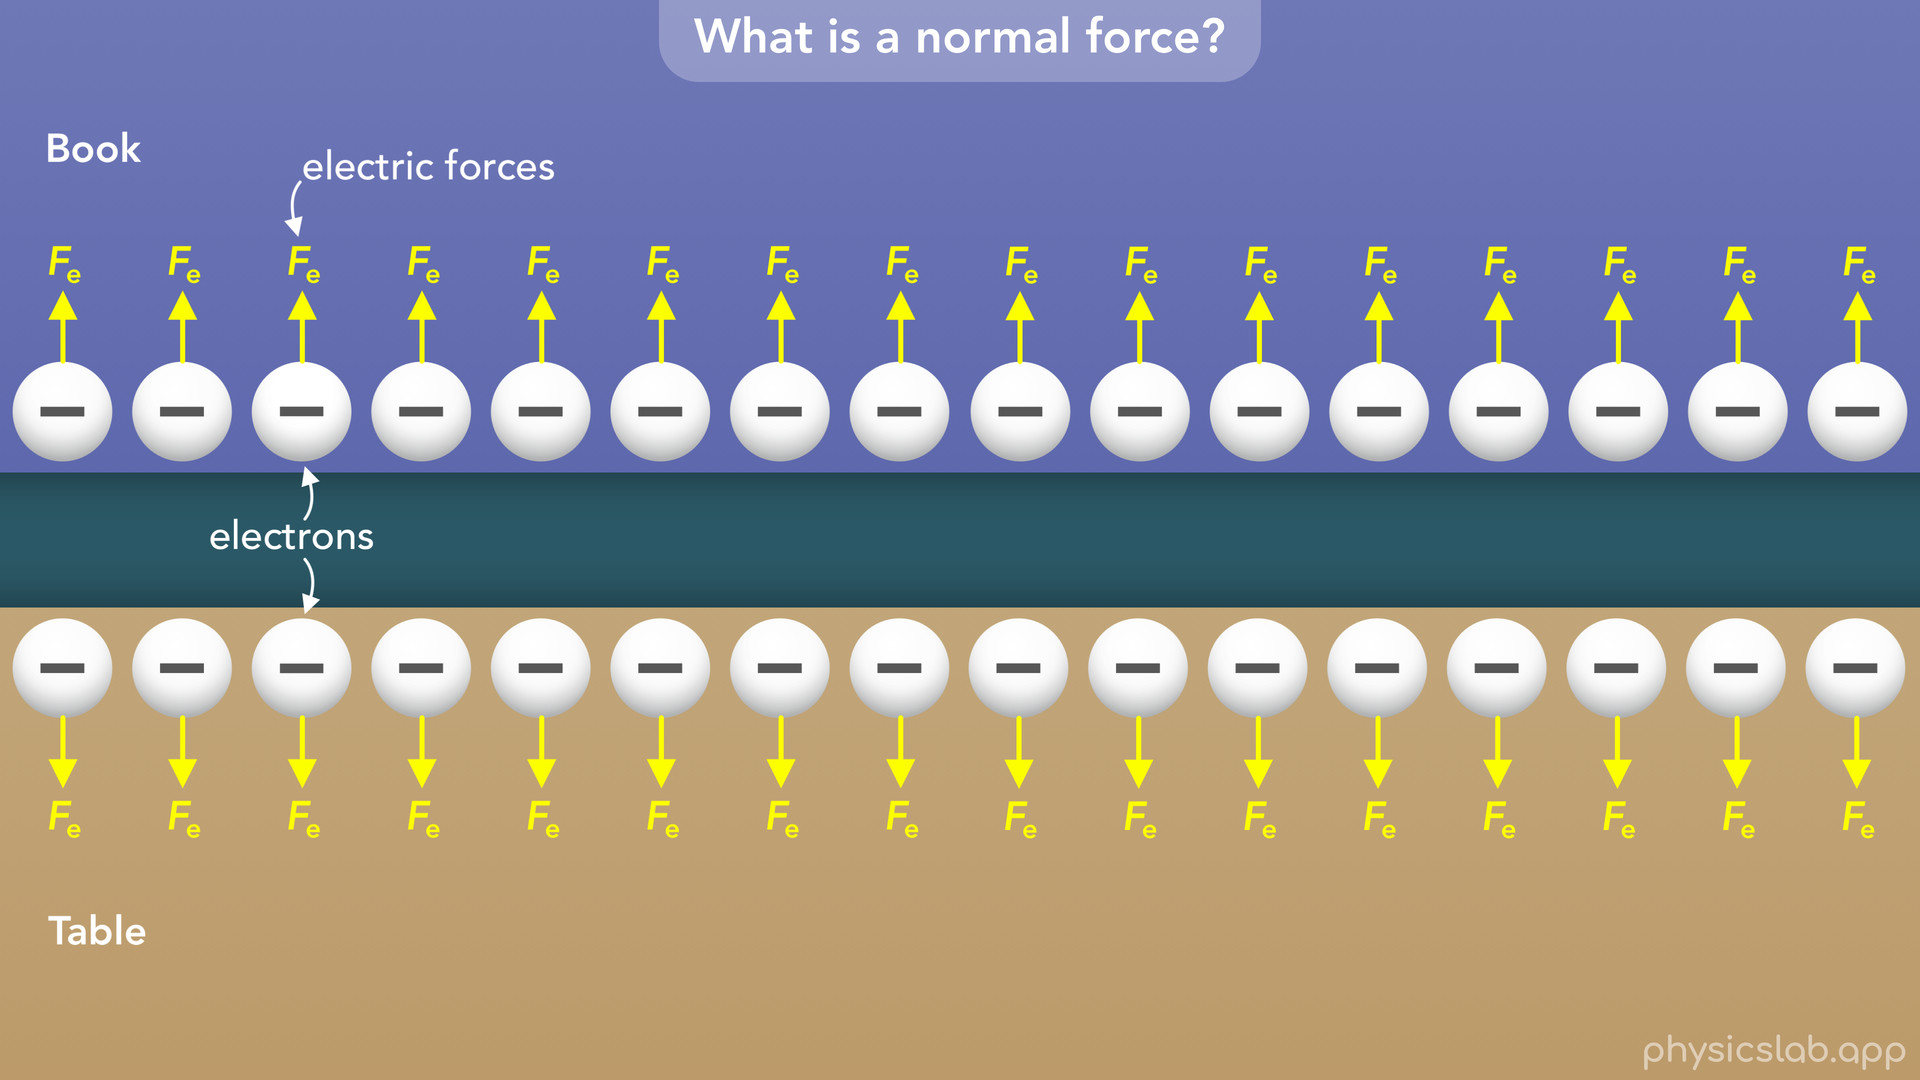 What is a normal force?
Book
electric forces
Fe Fe Fe Fe Fe Fe Fe Fe Fe Fe Fe Fe Fe Fe Fe Fe
− − − − − − − − − − − − − − − −
electrons
− − − − − − − − − − − − − − − −
Fe Fe Fe Fe Fe Fe Fe Fe Fe Fe Fe Fe Fe Fe Fe Fe
Table
physicslab.app